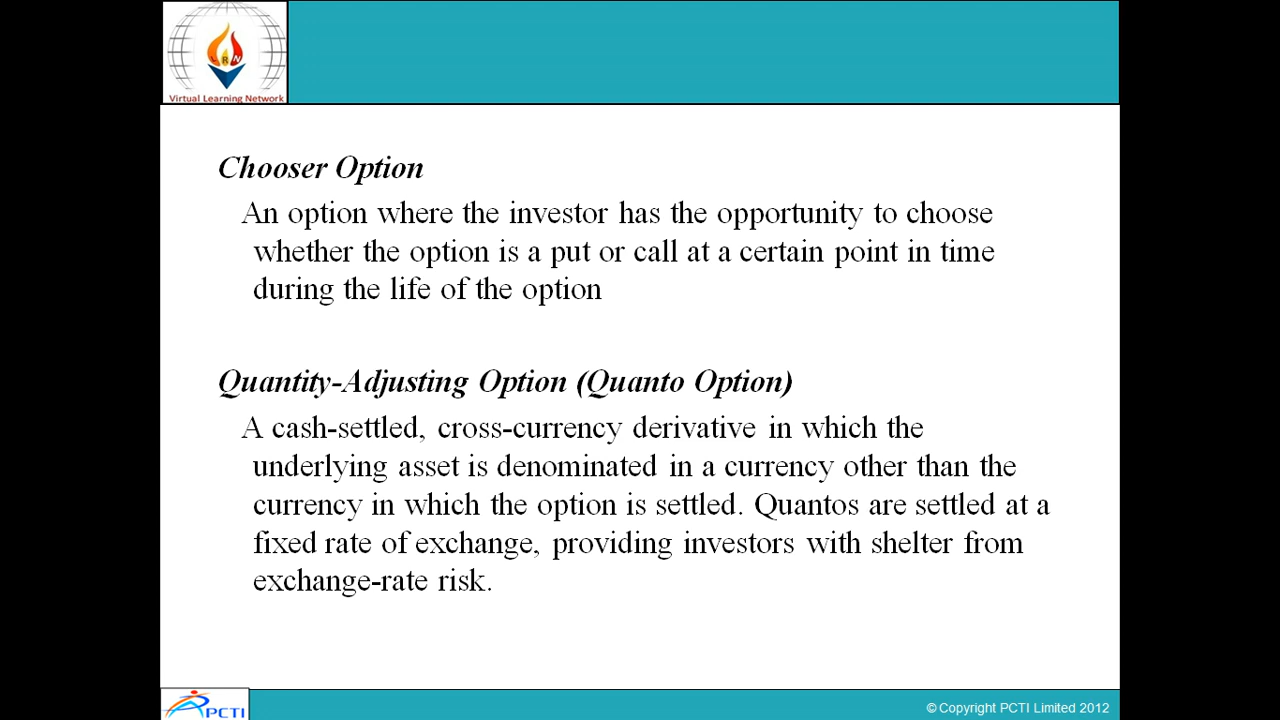 LRN
Virtual Learning Network
Chooser Option
An option where the investor has the opportunity to choose
whether the option is a put or call at a certain point in time
during the life of the option
Quantity-Adjusting Option (Quanto Option)
A cash-settled, cross-currency derivative in which the
underlying asset is denominated in a currency other than the
currency in which the option is settled. Quantos are settled at a
fixed rate of exchange, providing investors with shelter from
exchange-rate risk.
PCTI
© Copyright PCTI Limited 2012